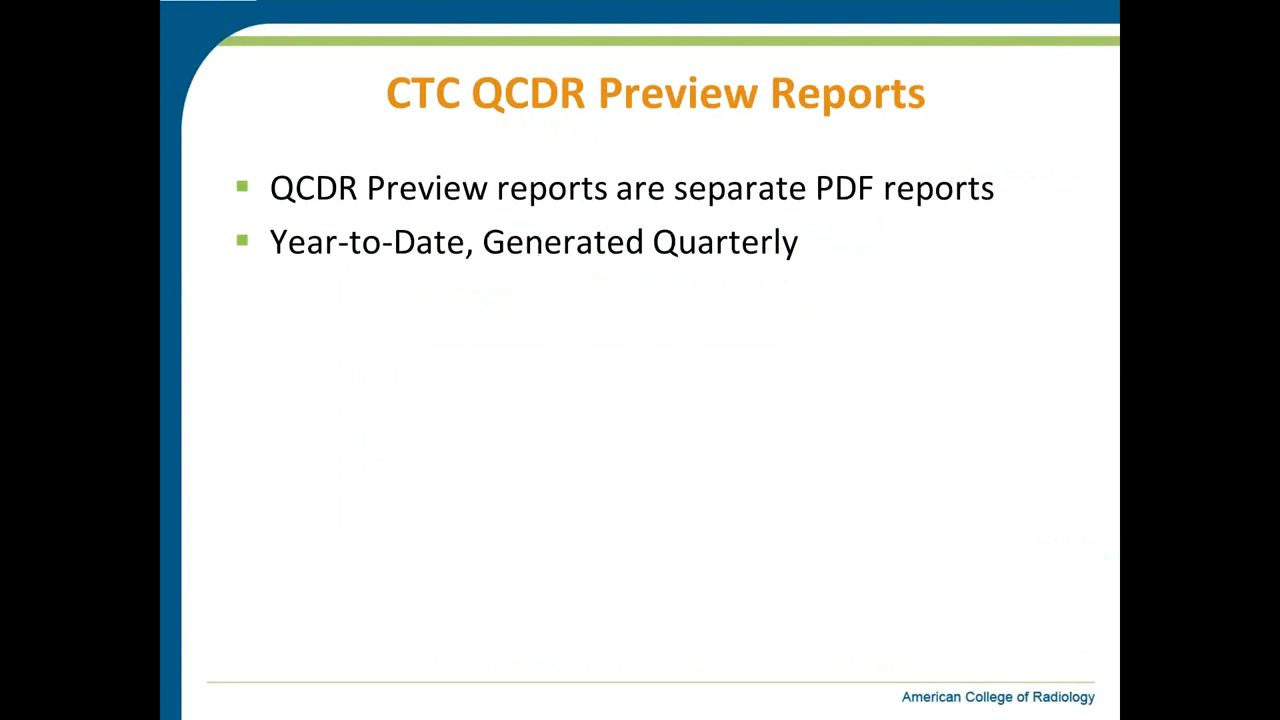 CTC QCDR Preview Reports
QCDR Preview reports are separate PDF reports
Year-to-Date, Generated Quarterly
American College of Radiology